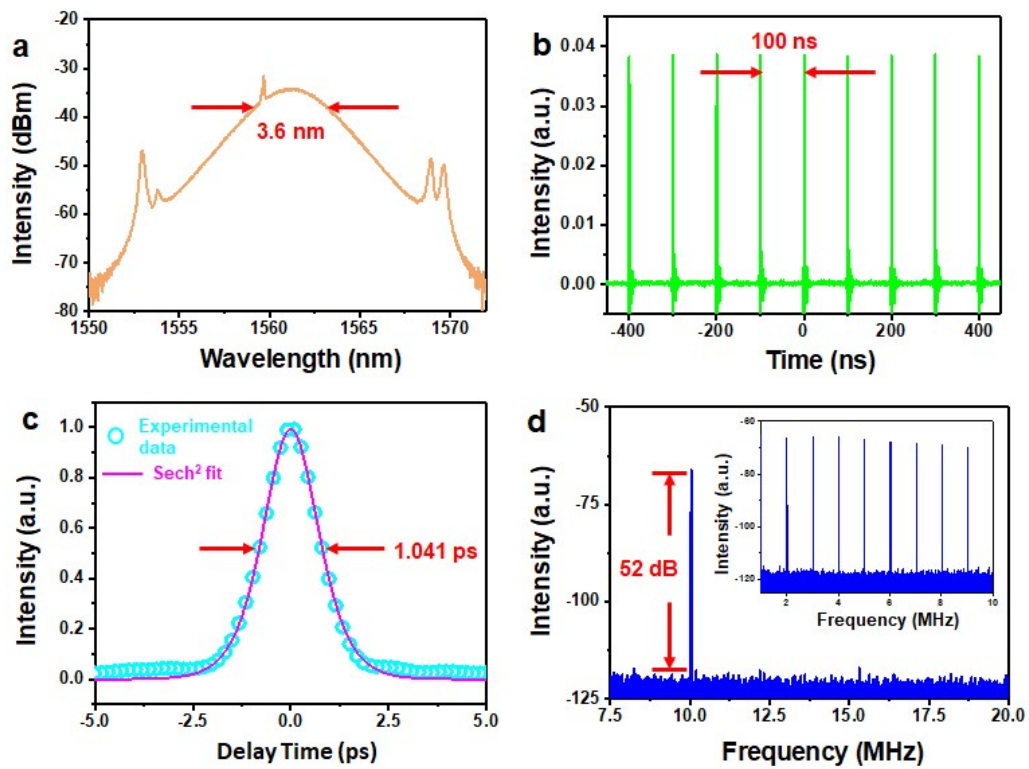 a
-20
-30
-40
-50
-60
-70
-80
Intensity (dBm)
3.6 nm
1550
1555
1560
1565
1570
Wavelength (nm)
b
0.04
0.03
0.02
0.01
0.00
Intensity (a.u.)
100 ns
-400
-200
0
200
400
Time (ns)
c
1.0
0.8
0.6
0.4
0.2
0.0
Intensity (a.u.)
Experimental
data
Sech² fit
1.041 ps
-5.0
-2.5
0.0
2.5
5.0
Delay Time (ps)
d
-50
-75
-100
-125
Intensity (a.u.)
52 dB
7.5
10.0
12.5
15.0
17.5
20.0
Frequency (MHz)
-60
-80
-100
-120
Intensity (a.u.)
2
4
6
8
10
Frequency (MHz)